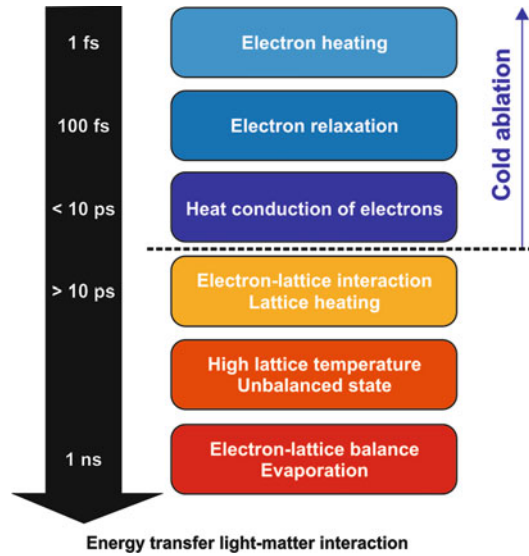 1 fs
Electron heating
100 fs
Electron relaxation
< 10 ps
Heat conduction of electrons
> 10 ps
Electron-lattice interaction
Lattice heating
High lattice temperature
Unbalanced state
1 ns
Electron-lattice balance
Evaporation
Cold ablation
Energy transfer light-matter interaction